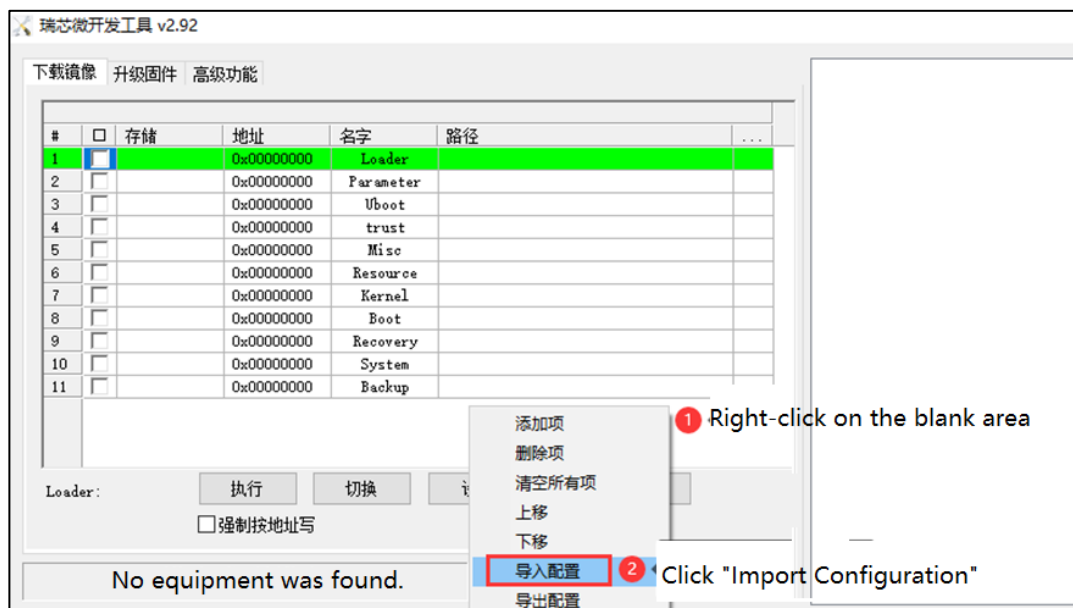 瑞芯微开发工具 v2.92
下载镜像 升级固件 高级功能
# 存储 地址 名字 路径 ...
1 0x00000000 Loader
2 0x00000000 Parameter
3 0x00000000 Uboot
4 0x00000000 trust
5 0x00000000 Misc
6 0x00000000 Resource
7 0x00000000 Kernel
8 0x00000000 Boot
9 0x00000000 Recovery
10 0x00000000 System
11 0x00000000 Backup
添加项 1 Right-click on the blank area
删除项
清空所有项
上移
下移
导入配置 2 Click "Import Configuration"
导出配置
Loader: 执行 切换
强制按地址写
No equipment was found.